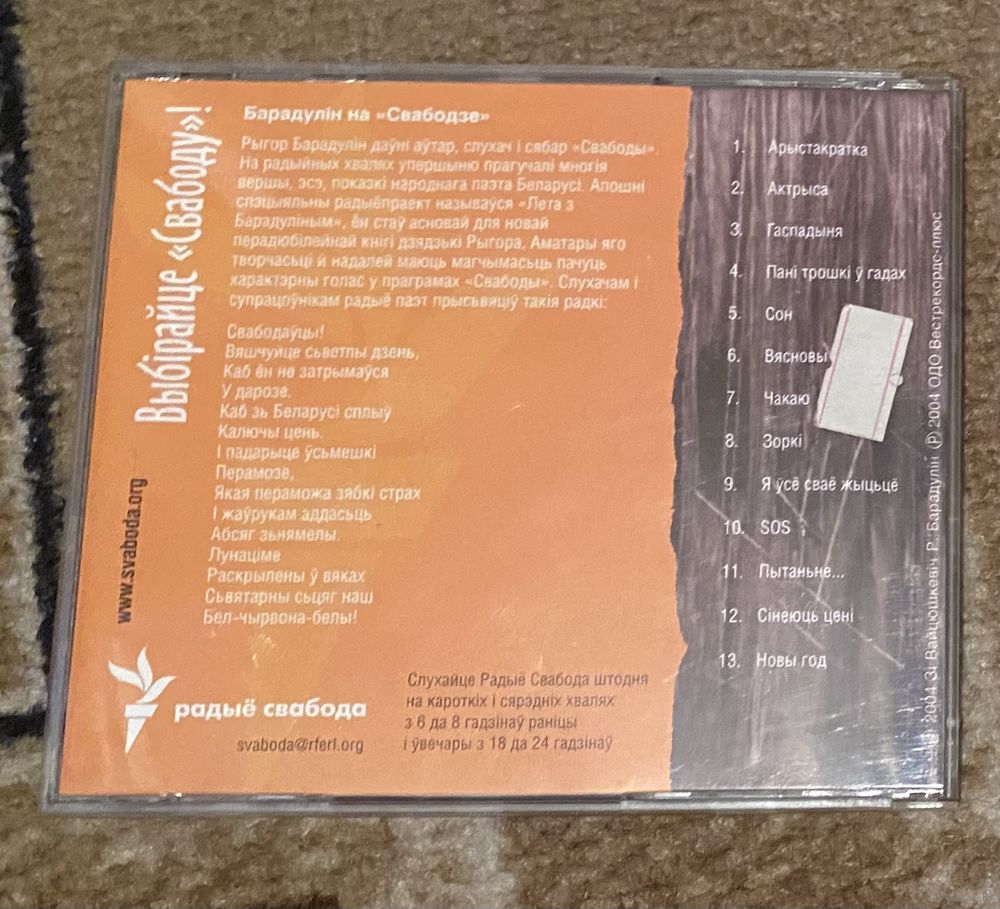 Выбірайце «Свабоду»!
www.svaboda.org
Барадулін на «Свабодзе»
Рыгор Барадулін даўні аўтар, слухач і сябар «Свабоды».
На радыйных хвалях упершыню прагучалі многія
вершы, эсэ, показкі народнага паэта Беларусі. Апошні
спэцыяльны радыёпраект называўся «Лета з
Барадуліным», ён стаў асновай для новай
перадюбілейнай кнігі дзядзькі Рыгора. Аматары яго
творчасьці й надалей маюць магчымасьць пачуць
характэрны голас у праграмах «Свабоды». Слухачам і
супрацоўнікам радыё паэт прысьвяціў такія радкі:
Свабодаўцы!
Вяшчуйце сьветлы дзень,
Каб ён не затрымаўся
У дарозе.
Каб зь Беларусі сплыў
Калючы цень.
І падарыце ўсьмешкі
Перамозе,
Якая пераможа зябкі страх
І жаўрукам аддасьць
Абсяг зьнямелы.
Лунаціме
Раскрылены ў вяках
Сьвятарны сьцяг наш
Бел-чырвона-белы!
радыё свабода
svaboda@rferl.org
Слухайце Радыё Свабода штодня
на кароткіх і сярэдніх хвалях
з 6 да 8 гадзінаў раніцы
і ўвечары з 18 да 24 гадзінаў
1. Арыстакратка
2. Актрыса
3. Гаспадыня
4. Пані трошкі ў гадах
5. Сон
6. Вясновы
7. Чакаю
8. Зоркі
9. Я ўсё сваё жыцьцё
10. SOS
11. Пытаньне...
12. Сінеюць цені
13. Новы год
2004 Зі Вайцюшкевіч Р. Барадулін Ⓟ 2004 ОДО Вестрекордс-плюс